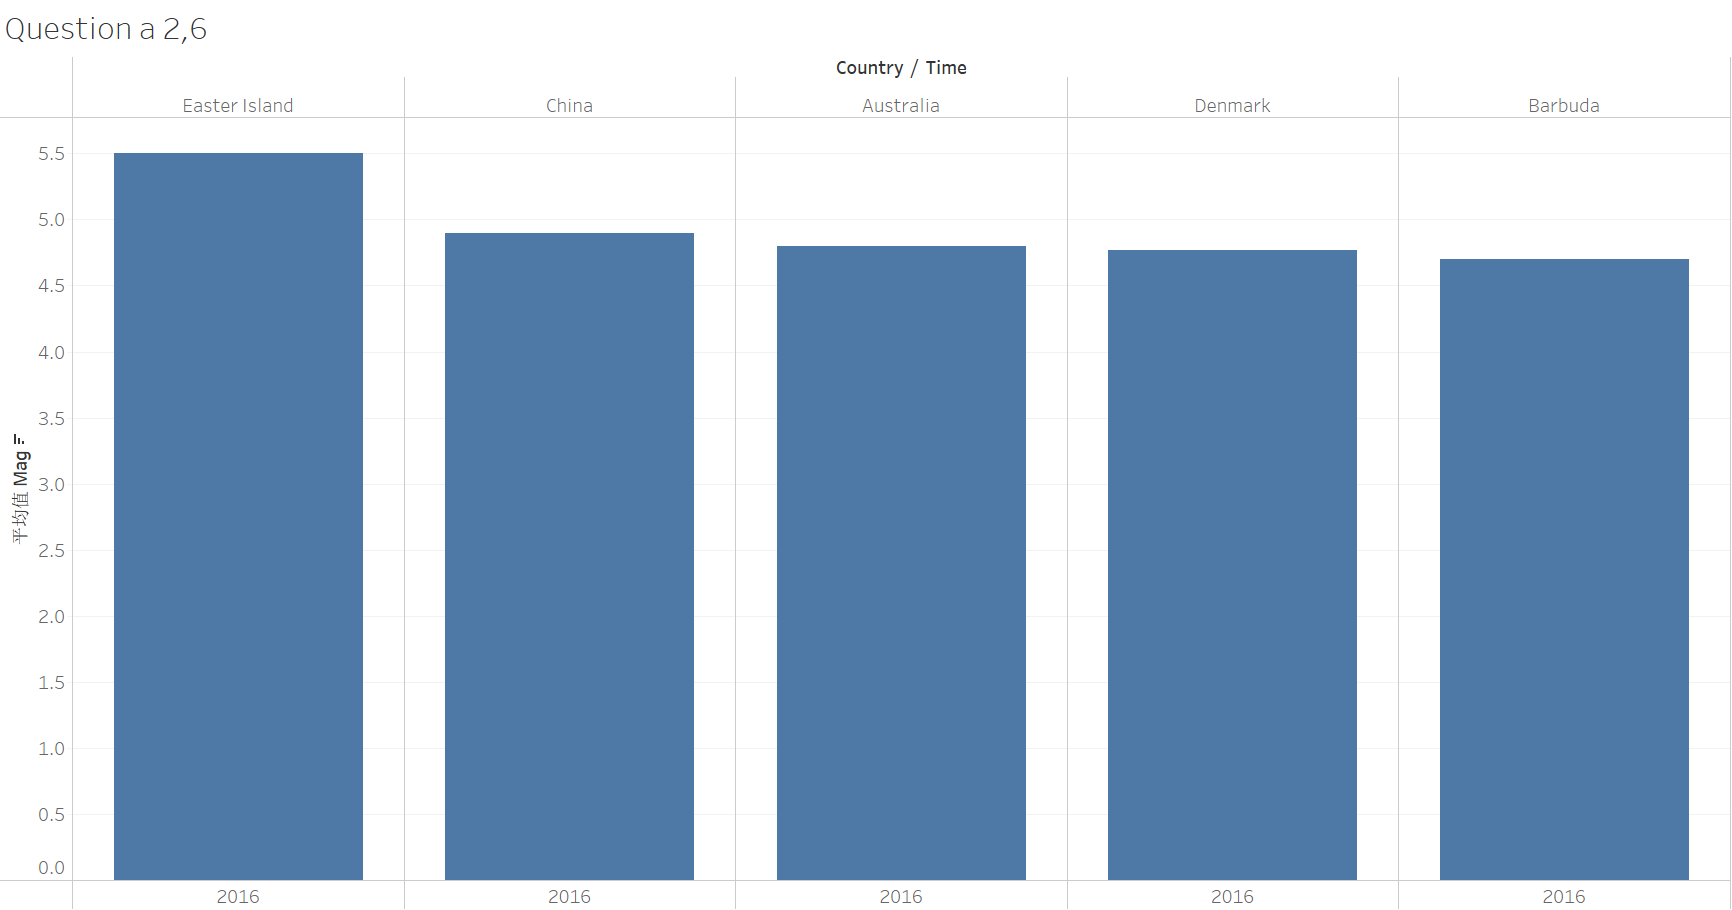 Question a 2,6
Country / Time
Easter Island
China
Australia
Denmark
Barbuda
平均值 Mag
5.5
5.0
4.5
4.0
3.5
3.0
2.5
2.0
1.5
1.0
0.5
0.0
2016
2016
2016
2016
2016